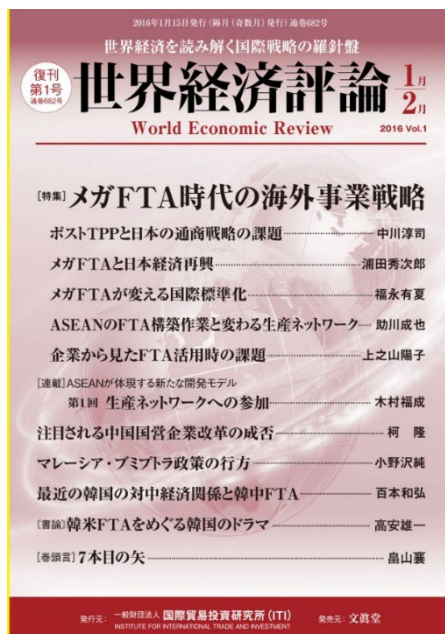 2016年1月15日発行(隔月(奇数月)発行)通巻682号
世界経済を読み解く国際戦略の羅針盤
復刊
第1号
通巻682号
世界経済評論
1月
2月
World Economic Review
2016 Vol.1
[特集]メガFTA時代の海外事業戦略
ポストTPPと日本の通商戦略の課題 中川淳司
メガFTAと日本経済再興 浦田秀次郎
メガFTAが変える国際標準化 福永有夏
ASEANのFTA構築作業と変わる生産ネットワーク 助川成也
企業から見たFTA活用時の課題 上之山陽子
[連載]ASEANが体現する新たな開発モデル
第1回 生産ネットワークへの参加 木村福成
注目される中国国営企業改革の成否 柯 隆
マレーシア・ブミプトラ政策の行方 小野沢純
最近の韓国の対中経済関係と韓中FTA 百本和弘
[書論]韓米FTAをめぐる韓国のドラマ 高安雄一
[巻頭言]7本目の矢 畠山襄
発行元: 一般財団法人 国際貿易投資研究所(ITI)
INSTITUTE FOR INTERNATIONAL TRADE AND INVESTMENT
発売元: 文眞堂